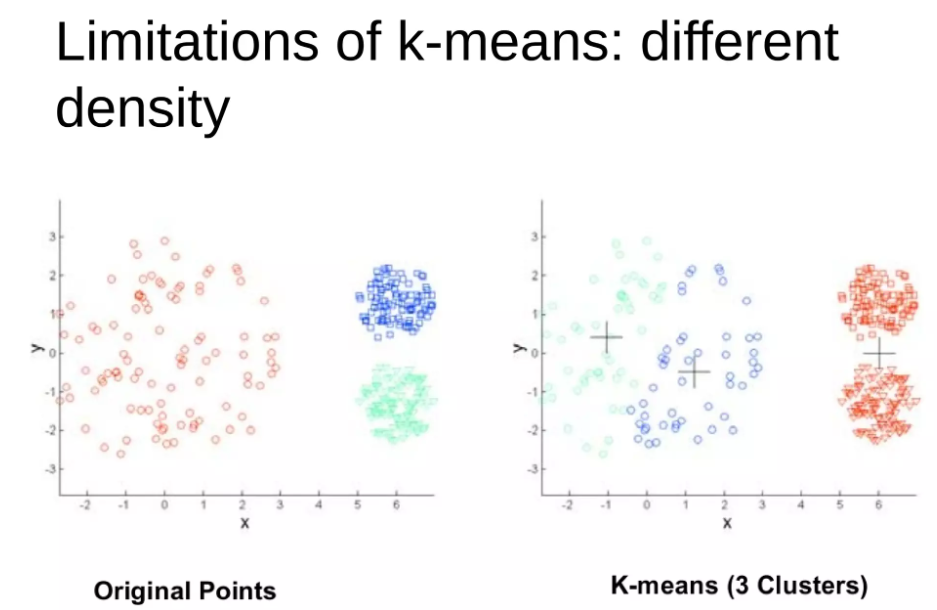 Limitations of k-means: different
density
3
2
1
0
-1
-2
-3
y
-2 -1 0 1 2 3 4 5 6
x
3
2
1
0
-1
-2
-3
y
-2 -1 0 1 2 3 4 5 6
x
Original Points
K-means (3 Clusters)